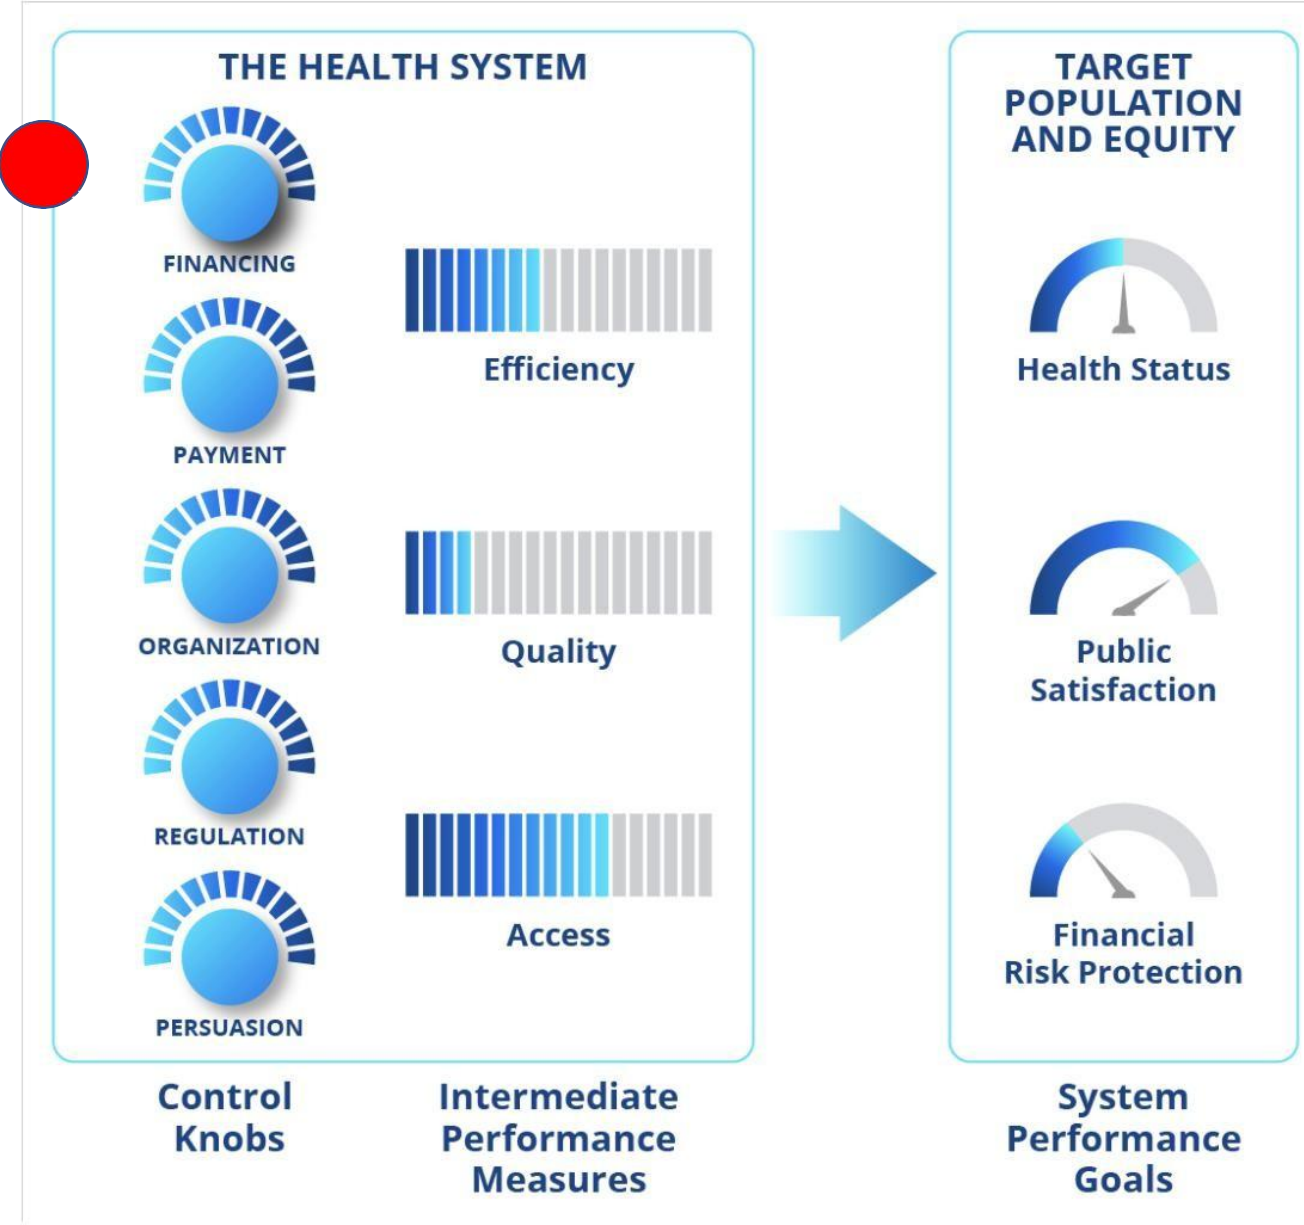 THE HEALTH SYSTEM
FINANCING
PAYMENT
ORGANIZATION
REGULATION
PERSUASION
Efficiency
Quality
Access
Control
Knobs
Intermediate
Performance
Measures
TARGET
POPULATION
AND EQUITY
Health Status
Public
Satisfaction
Financial
Risk Protection
System
Performance
Goals